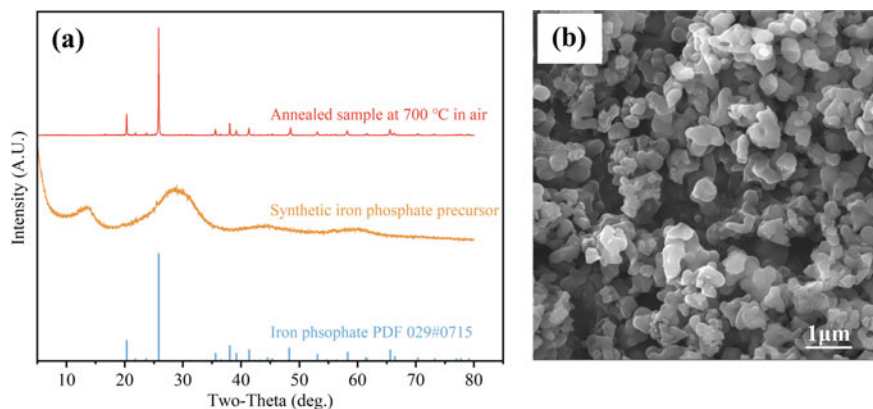 (a)
Annealed sample at 700 °C in air
Synthetic iron phosphate precursor
Iron phsophate PDF 029#0715
Intensity (A.U.)
10 20 30 40 50 60 70 80
Two-Theta (deg.)
(b)
1μm